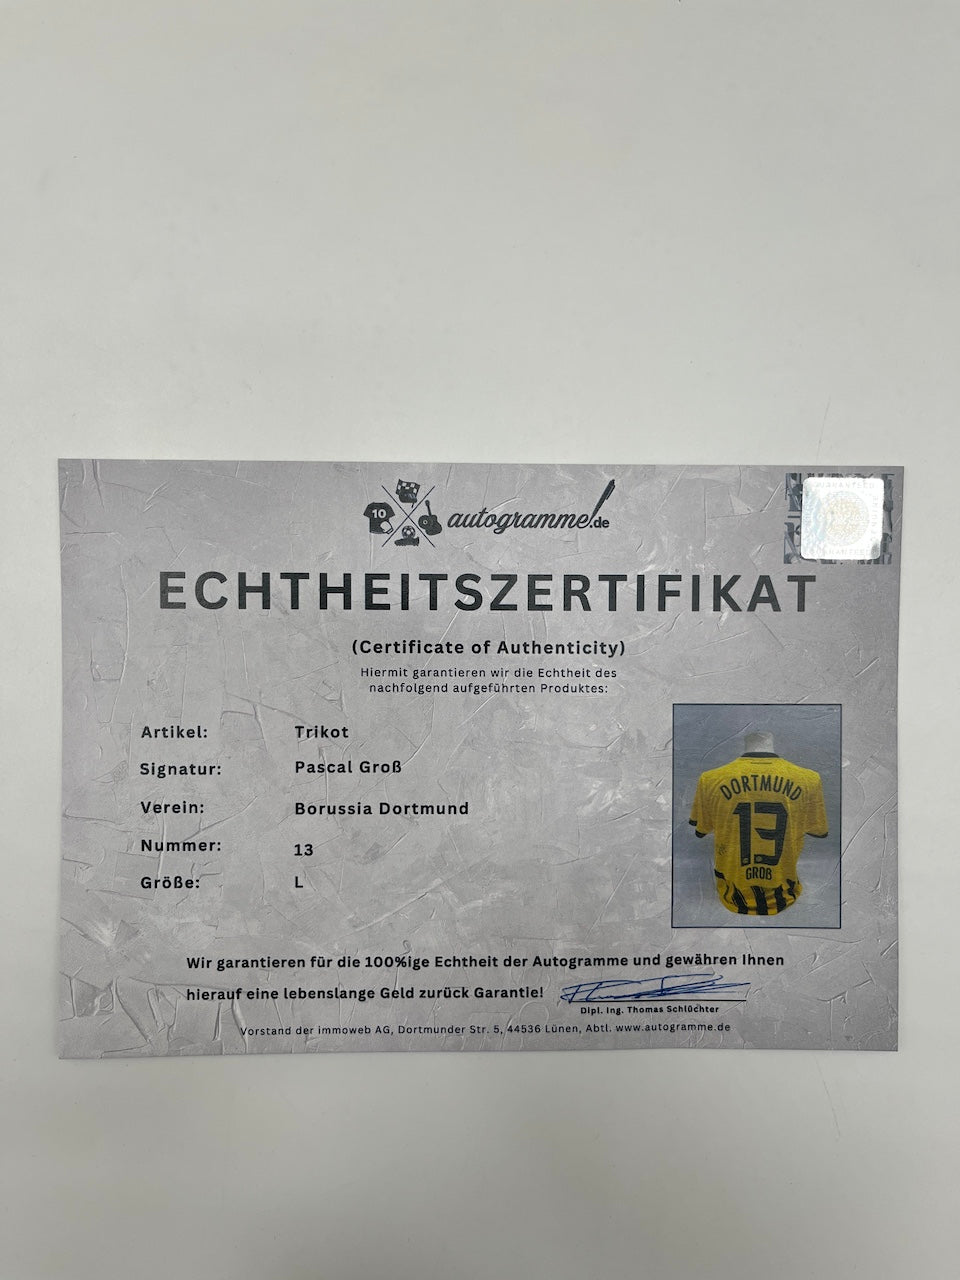 10
autogramme.de
GUARANTEED
GUARANTEED
ECHTHEITSZERTIFIKAT
(Certificate of Authenticity)
Hiermit garantieren wir die Echtheit des
nachfolgend aufgeführten Produktes:
Artikel: Trikot
Signatur: Pascal Groß
Verein: Borussia Dortmund
Nummer: 13
Größe: L
DORTMUND
13
GROß
Wir garantieren für die 100%ige Echtheit der Autogramme und gewähren Ihnen
hierauf eine lebenslange Geld zurück Garantie!
Dipl. Ing. Thomas Schlüchter
Vorstand der immoweb AG, Dortmunder Str. 5, 44536 Lünen, Abtl. www.autogramme.de